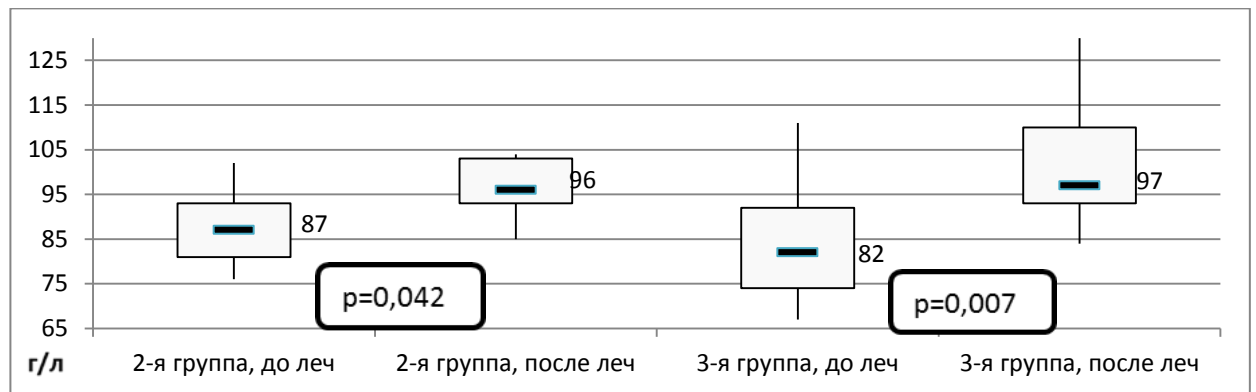 125
115
105
95
85
75
65
87
96
82
97
p=0,042
p=0,007
г/л
2-я группа, до леч
2-я группа, после леч
3-я группа, до леч
3-я группа, после леч